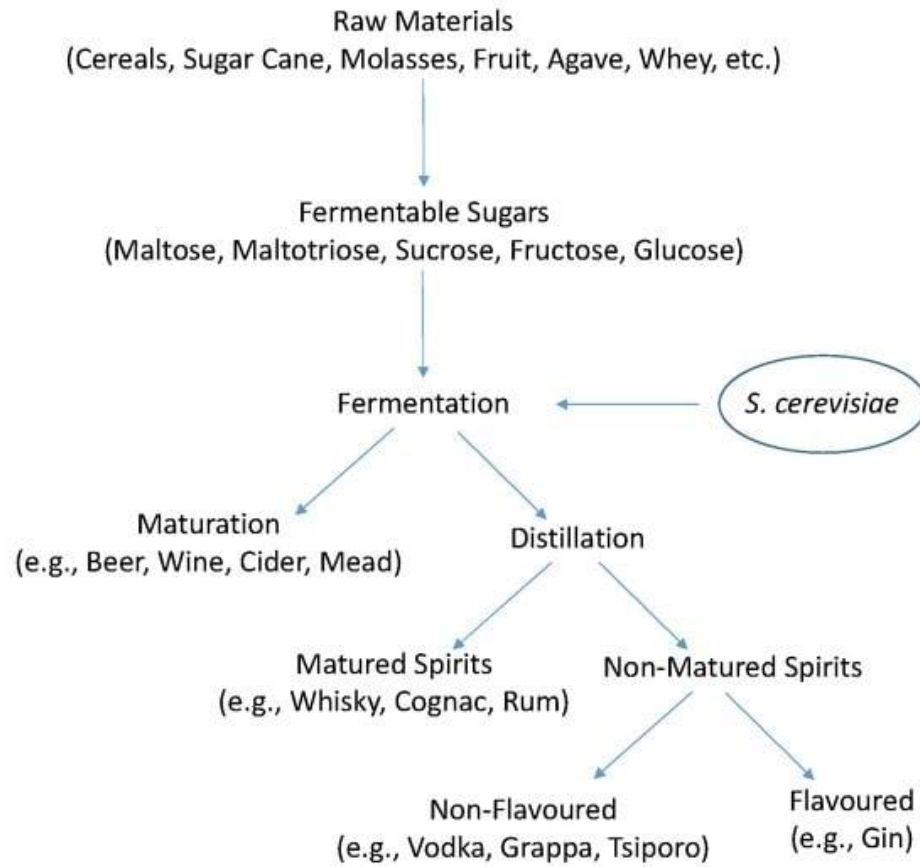 Raw Materials
(Cereals, Sugar Cane, Molasses, Fruit, Agave, Whey, etc.)
Fermentable Sugars
(Maltose, Maltotriose, Sucrose, Fructose, Glucose)
Fermentation
S. cerevisiae
Maturation
(e.g., Beer, Wine, Cider, Mead)
Distillation
Matured Spirits
(e.g., Whisky, Cognac, Rum)
Non-Matured Spirits
Non-Flavoured
(e.g., Vodka, Grappa, Tsiporo)
Flavoured
(e.g., Gin)